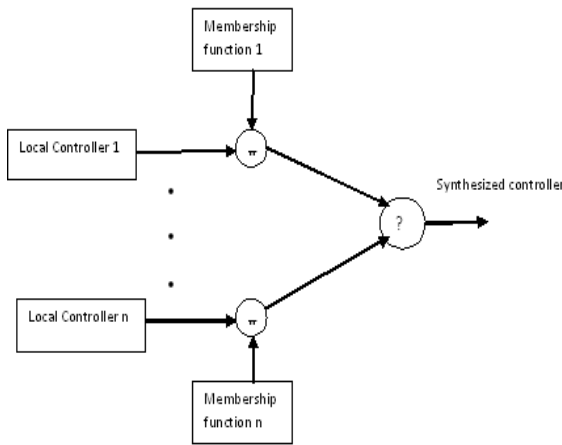 Membership
function 1
Local Controller 1
π
Synthesized controller
?
Local Controller n
π
Membership
function n